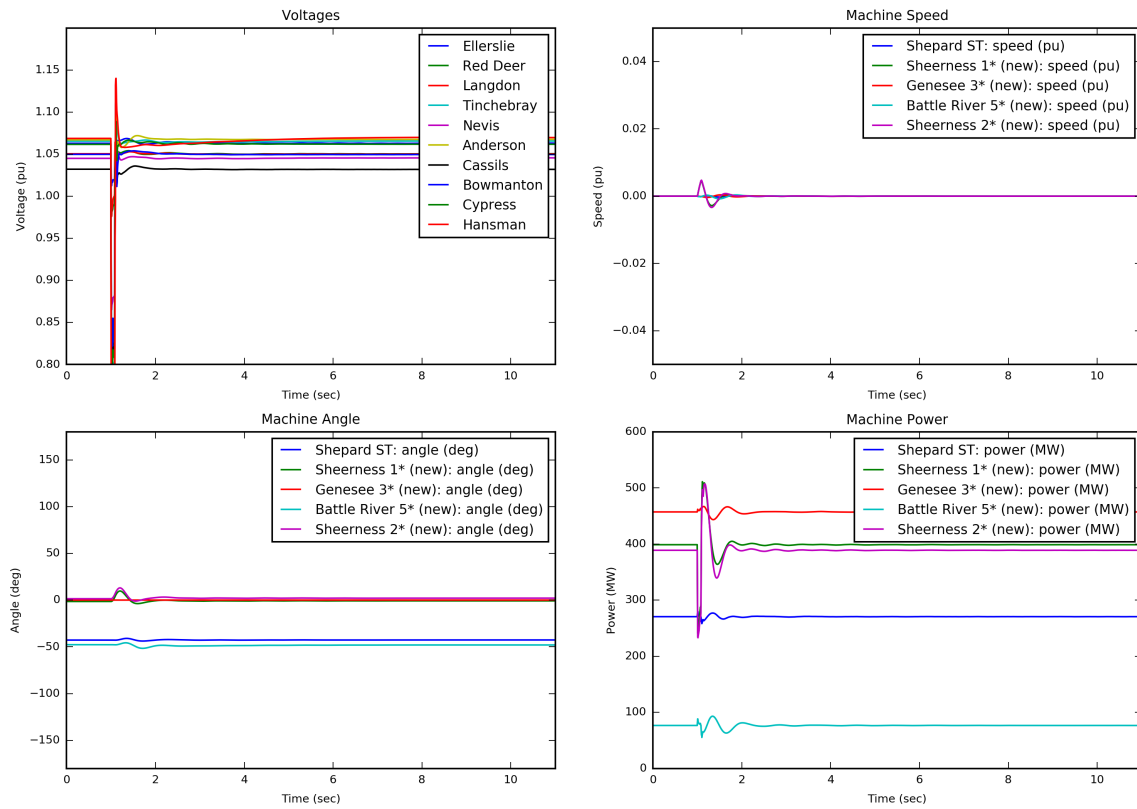 Voltages
1.15
1.10
1.05
1.00
0.95
0.90
0.85
0.80
Voltage (pu)
0 2 4 6 8 10
Time (sec)
Ellerslie
Red Deer
Langdon
Tinchebray
Nevis
Anderson
Cassils
Bowmanton
Cypress
Hansman
Machine Speed
0.04
0.02
0.00
−0.02
−0.04
Speed (pu)
0 2 4 6 8 10
Time (sec)
Shepard ST: speed (pu)
Sheerness 1* (new): speed (pu)
Genesee 3* (new): speed (pu)
Battle River 5* (new): speed (pu)
Sheerness 2* (new): speed (pu)
Machine Angle
150
100
50
0
−50
−100
−150
Angle (deg)
0 2 4 6 8 10
Time (sec)
Shepard ST: angle (deg)
Sheerness 1* (new): angle (deg)
Genesee 3* (new): angle (deg)
Battle River 5* (new): angle (deg)
Sheerness 2* (new): angle (deg)
Machine Power
600
500
400
300
200
100
0
Power (MW)
0 2 4 6 8 10
Time (sec)
Shepard ST: power (MW)
Sheerness 1* (new): power (MW)
Genesee 3* (new): power (MW)
Battle River 5* (new): power (MW)
Sheerness 2* (new): power (MW)